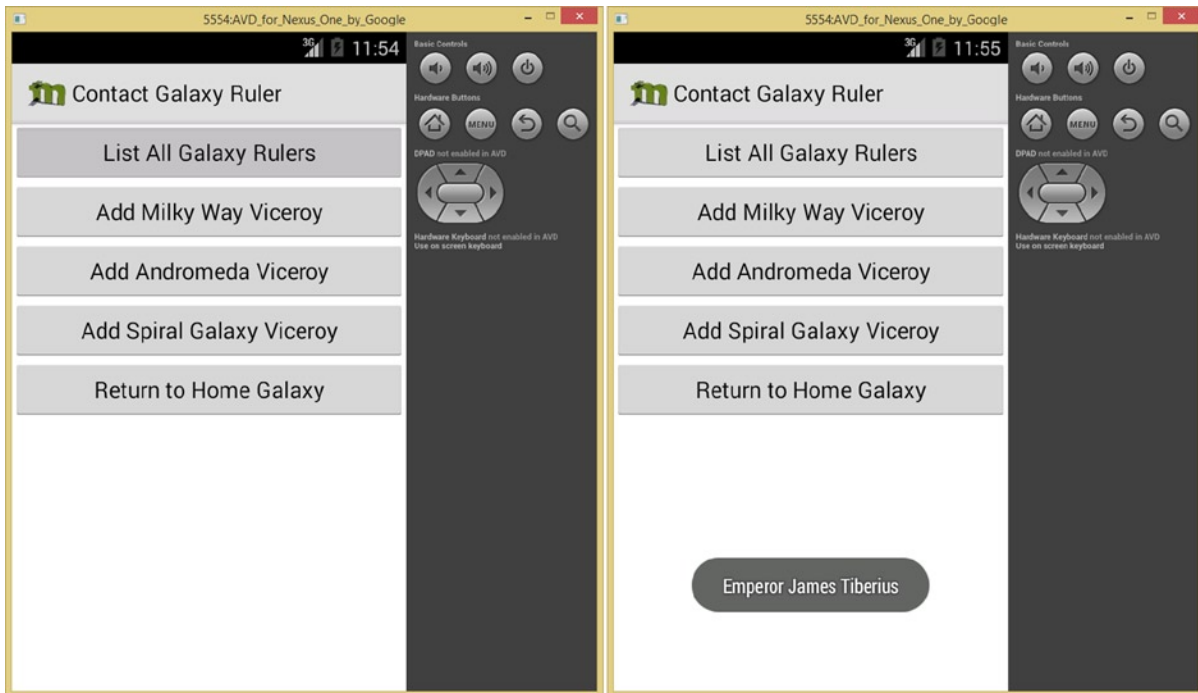 5554:AVD_for_Nexus_One_by_Google
3G 11:54
Contact Galaxy Ruler
List All Galaxy Rulers
Add Milky Way Viceroy
Add Andromeda Viceroy
Add Spiral Galaxy Viceroy
Return to Home Galaxy
Basic Controls
Hardware Buttons
MENU
DPAD not enabled in AVD
Hardware Keyboard not enabled in AVD
Use on screen keyboard
5554:AVD_for_Nexus_One_by_Google
3G 11:55
Contact Galaxy Ruler
List All Galaxy Rulers
Add Milky Way Viceroy
Add Andromeda Viceroy
Add Spiral Galaxy Viceroy
Return to Home Galaxy
Emperor James Tiberius
Basic Controls
Hardware Buttons
MENU
DPAD not enabled in AVD
Hardware Keyboard not enabled in AVD
Use on screen keyboard